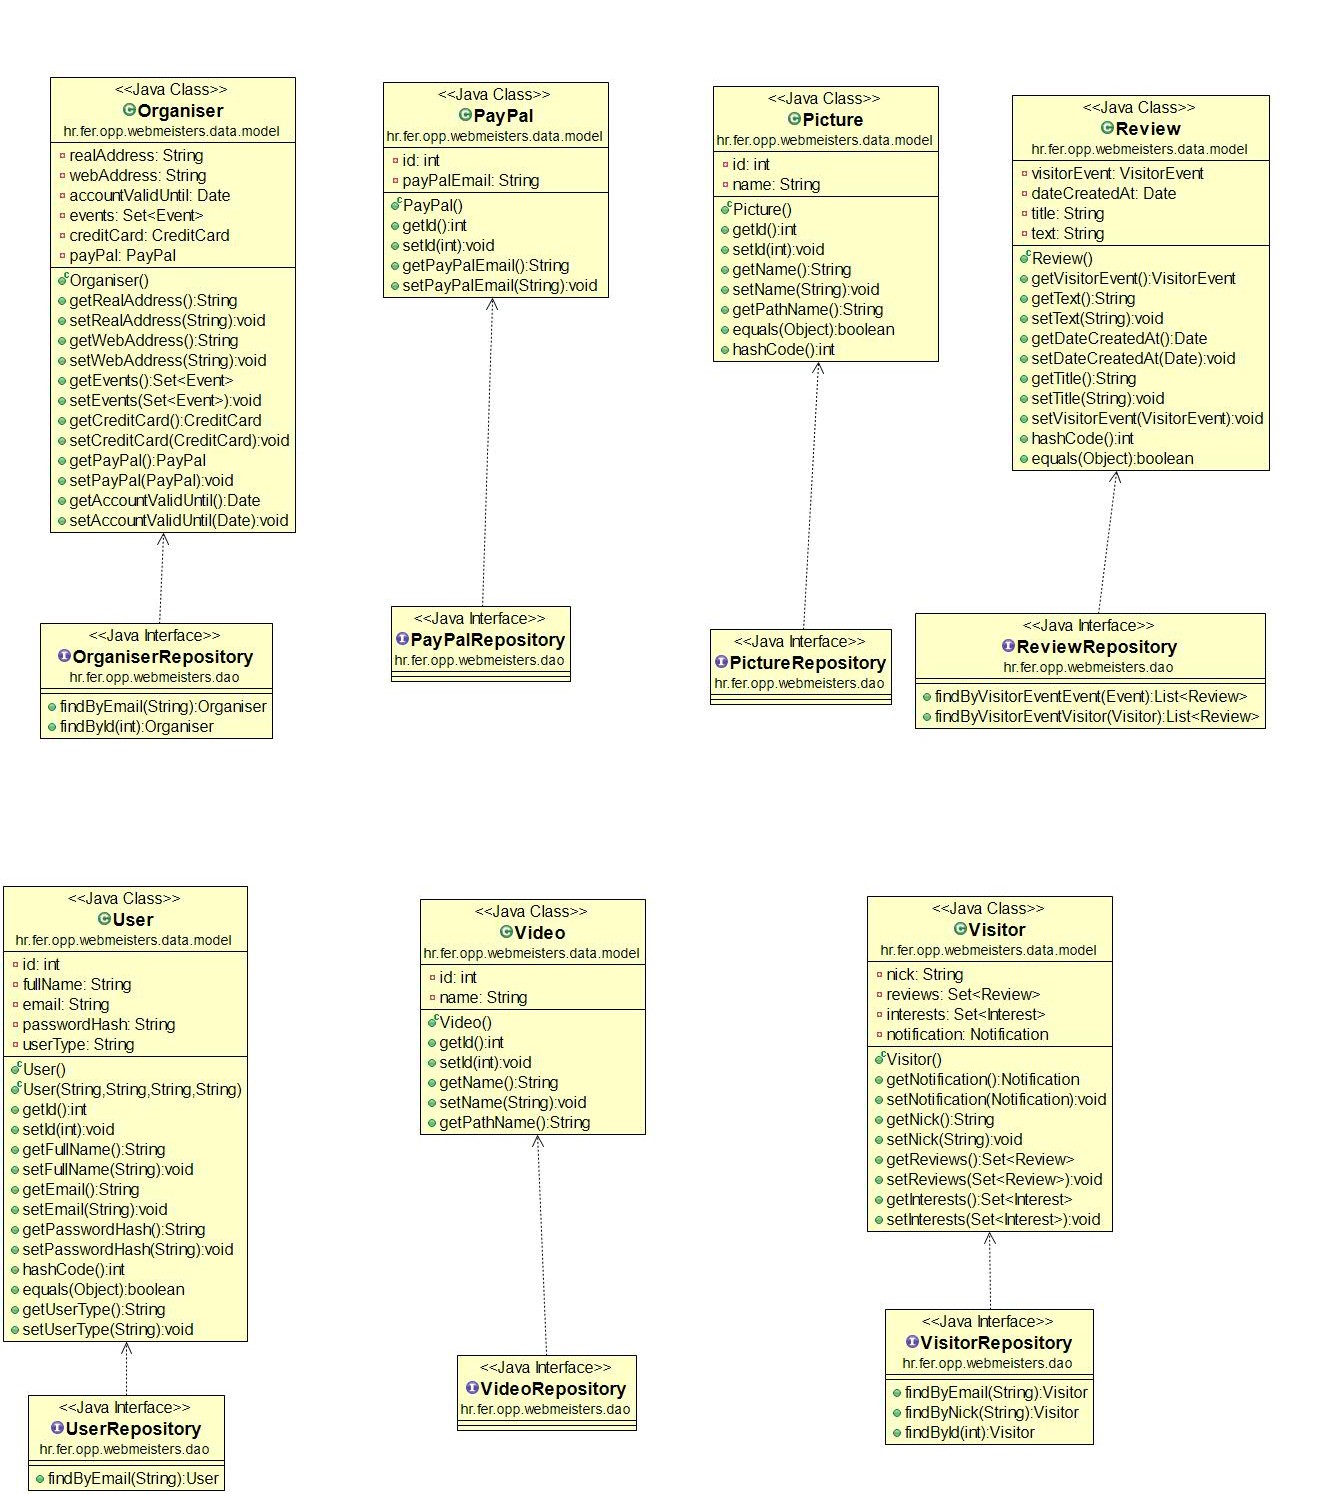 <<Java Class>>
Organiser
hr.fer.opp.webmeisters.data.model
realAddress: String
webAddress: String
accountValidUntil: Date
events: Set<Event>
creditCard: CreditCard
payPal: PayPal
Organiser()
getRealAddress():String
setRealAddress(String):void
getWebAddress():String
setWebAddress(String):void
getEvents():Set<Event>
setEvents(Set<Event>):void
getCreditCard():CreditCard
setCreditCard(CreditCard):void
getPayPal():PayPal
setPayPal(PayPal):void
getAccountValidUntil():Date
setAccountValidUntil(Date):void
<<Java Interface>>
OrganiserRepository
hr.fer.opp.webmeisters.dao
findByEmail(String):Organiser
findById(int):Organiser
<<Java Class>>
PayPal
hr.fer.opp.webmeisters.data.model
id: int
payPalEmail: String
PayPal()
getId():int
setId(int):void
getPayPalEmail():String
setPayPalEmail(String):void
<<Java Interface>>
PayPalRepository
hr.fer.opp.webmeisters.dao
<<Java Class>>
Picture
hr.fer.opp.webmeisters.data.model
id: int
name: String
Picture()
getId():int
setId(int):void
getName():String
setName(String):void
getPathName():String
equals(Object):boolean
hashCode():int
<<Java Interface>>
PictureRepository
hr.fer.opp.webmeisters.dao
<<Java Class>>
Review
hr.fer.opp.webmeisters.data.model
visitorEvent: VisitorEvent
dateCreatedAt: Date
title: String
text: String
Review()
getVisitorEvent():VisitorEvent
getText():String
setText(String):void
getDateCreatedAt():Date
setDateCreatedAt(Date):void
getTitle():String
setTitle(String):void
setVisitorEvent(VisitorEvent):void
hashCode():int
equals(Object):boolean
<<Java Interface>>
ReviewRepository
hr.fer.opp.webmeisters.dao
findByVisitorEventEvent(Event):List<Review>
findByVisitorEventVisitor(Visitor):List<Review>
<<Java Class>>
User
hr.fer.opp.webmeisters.data.model
id: int
fullName: String
email: String
passwordHash: String
userType: String
User()
User(String,String,String,String)
getId():int
setId(int):void
getFullName():String
setFullName(String):void
getEmail():String
setEmail(String):void
getPasswordHash():String
setPasswordHash(String):void
hashCode():int
equals(Object):boolean
getUserType():String
setUserType(String):void
<<Java Interface>>
UserRepository
hr.fer.opp.webmeisters.dao
findByEmail(String):User
<<Java Class>>
Video
hr.fer.opp.webmeisters.data.model
id: int
name: String
Video()
getId():int
setId(int):void
getName():String
setName(String):void
getPathName():String
<<Java Interface>>
VideoRepository
hr.fer.opp.webmeisters.dao
<<Java Class>>
Visitor
hr.fer.opp.webmeisters.data.model
nick: String
reviews: Set<Review>
interests: Set<Interest>
notification: Notification
Visitor()
getNotification():Notification
setNotification(Notification):void
getNick():String
setNick(String):void
getReviews():Set<Review>
setReviews(Set<Review>):void
getInterests():Set<Interest>
setInterests(Set<Interest>):void
<<Java Interface>>
VisitorRepository
hr.fer.opp.webmeisters.dao
findByEmail(String):Visitor
findByNick(String):Visitor
findById(int):Visitor